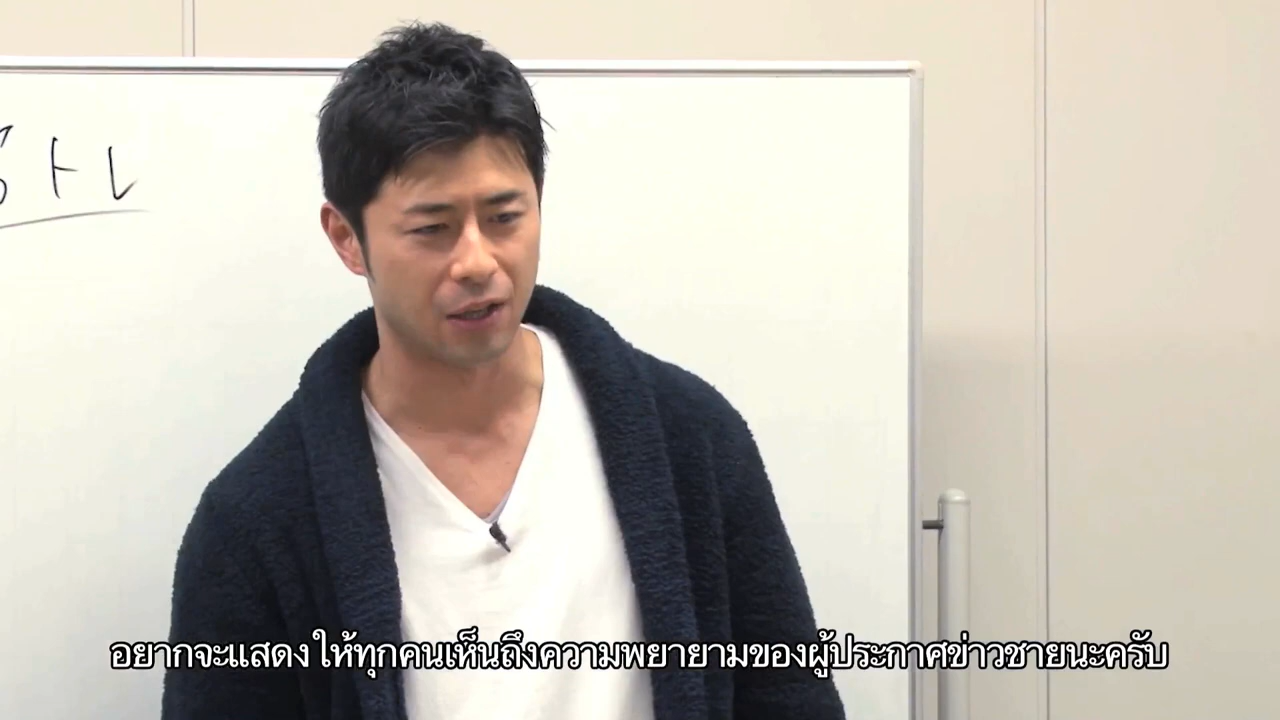 トレ
อยากจะแสดงให้ทุกคนเห็นถึงความพยายามของผู้ประกาศข่าวชายนะครับ